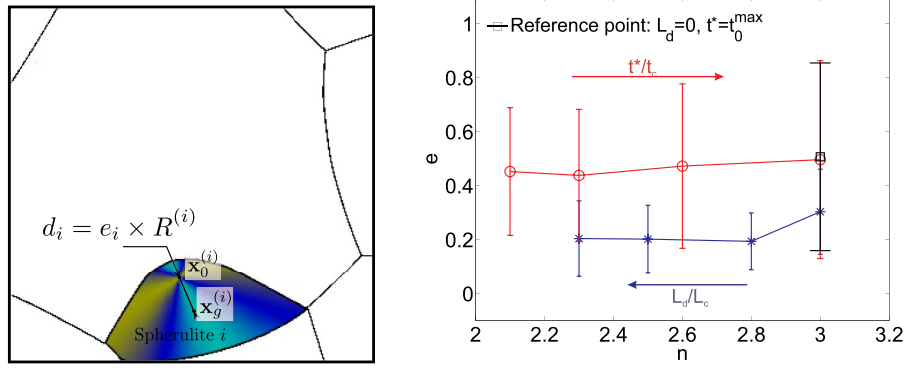 d_i = e_i × R^(i)
x_0^(i)
x_g^(i)
Spherulite i
Reference point: L_d=0, t*=t_0^max
t*/t_c
L_d/L_c
e
1
0.8
0.6
0.4
0.2
0
2
2.2
2.4
2.6
2.8
3
3.2
n